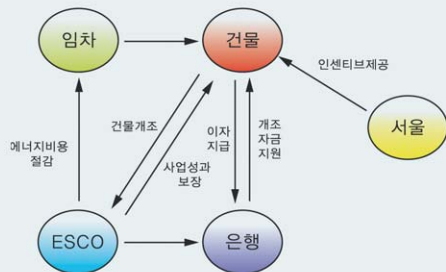 임차
건물
인센티브제공
건물개조
이자
지급
개조
자금
지원
서울
에너지비용
절감
사업성과
보장
ESCO
은행